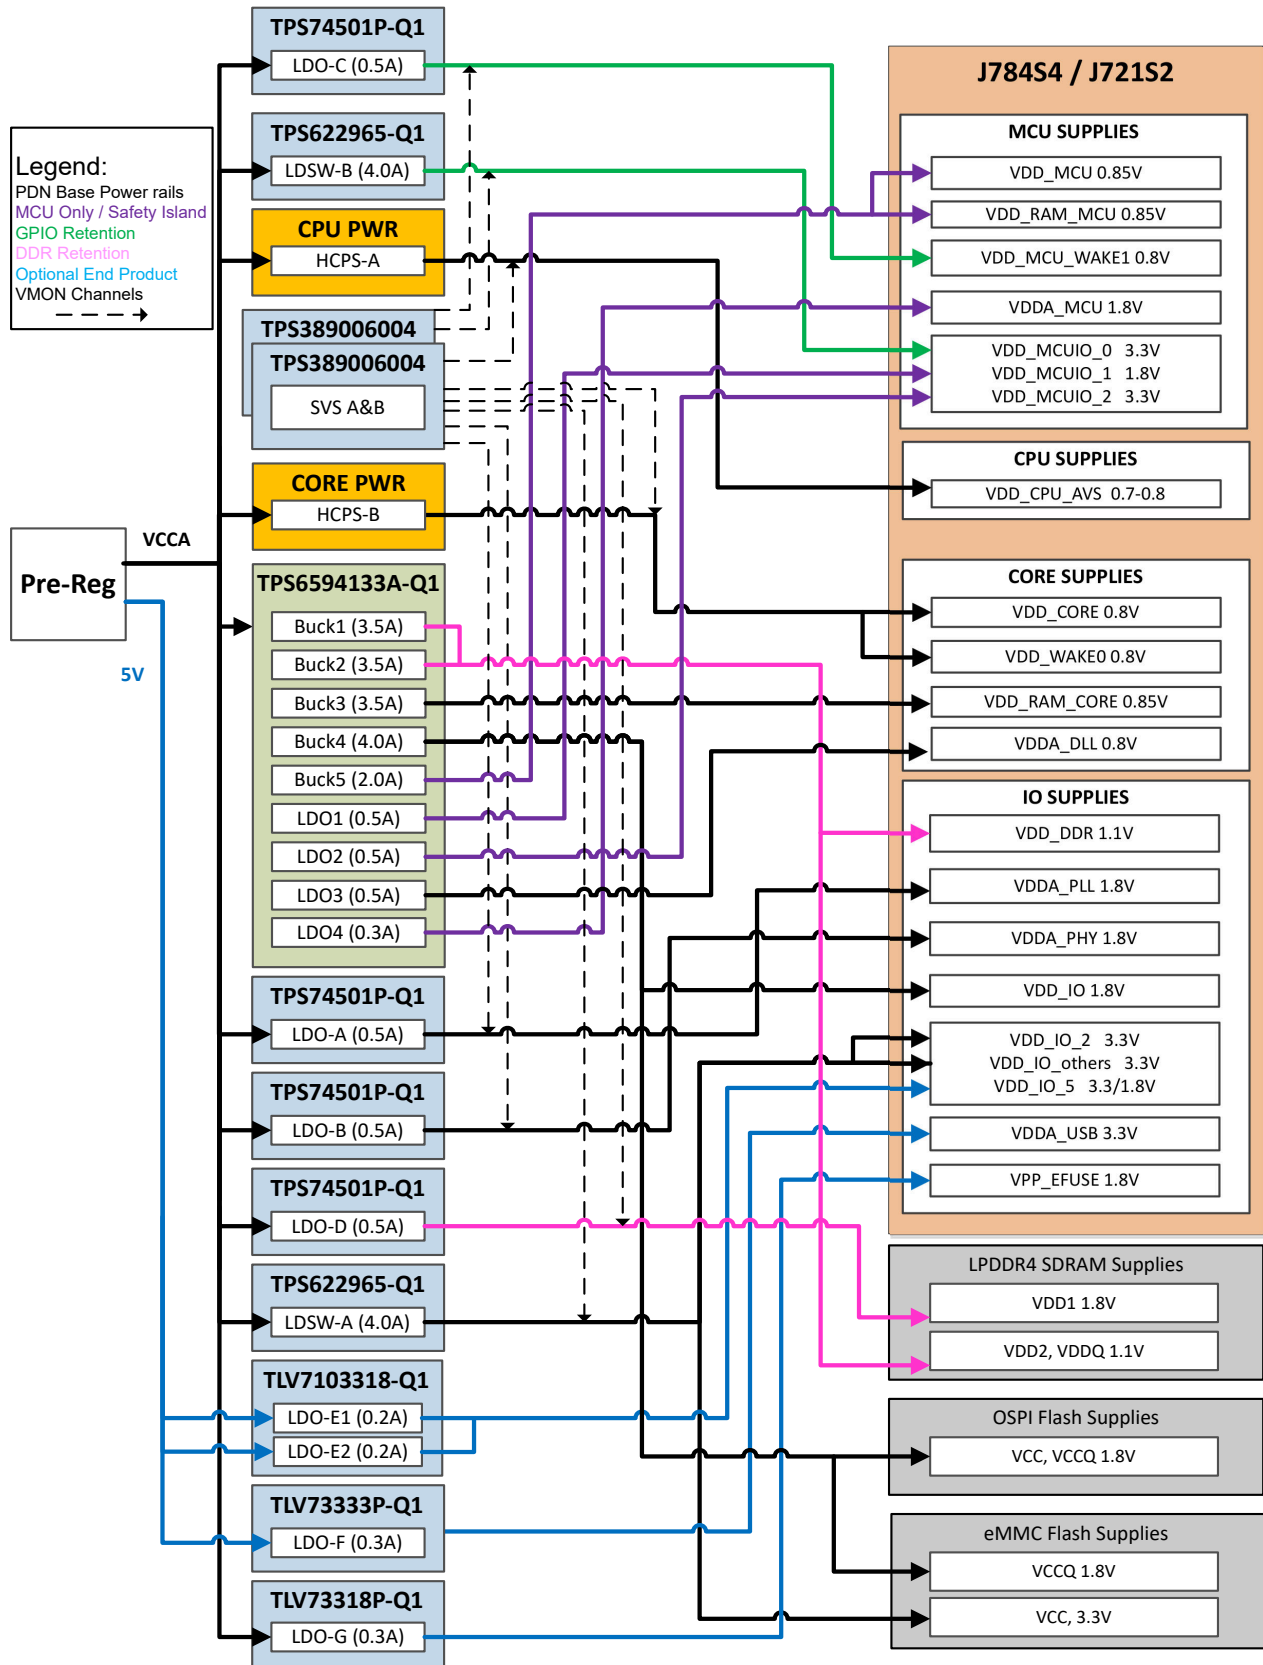 Legend:
PDN Base Power rails
MCU Only / Safety Island
GPIO Retention
DDR Retention
Optional End Product
VMON Channels
Pre-Reg
VCCA
5V
TPS74501P-Q1
LDO-C (0.5A)
TPS622965-Q1
LDSW-B (4.0A)
CPU PWR
HCPS-A
TPS389006004
TPS389006004
SVS A&B
CORE PWR
HCPS-B
TPS6594133A-Q1
Buck1 (3.5A)
Buck2 (3.5A)
Buck3 (3.5A)
Buck4 (4.0A)
Buck5 (2.0A)
LDO1 (0.5A)
LDO2 (0.5A)
LDO3 (0.5A)
LDO4 (0.3A)
TPS74501P-Q1
LDO-A (0.5A)
TPS74501P-Q1
LDO-B (0.5A)
TPS74501P-Q1
LDO-D (0.5A)
TPS622965-Q1
LDSW-A (4.0A)
TLV7103318-Q1
LDO-E1 (0.2A)
LDO-E2 (0.2A)
TLV73333P-Q1
LDO-F (0.3A)
TLV73318P-Q1
LDO-G (0.3A)
J784S4 / J721S2
MCU SUPPLIES
VDD_MCU 0.85V
VDD_RAM_MCU 0.85V
VDD_MCU_WAKE1 0.8V
VDDA_MCU 1.8V
VDD_MCUIO_0 3.3V
VDD_MCUIO_1 1.8V
VDD_MCUIO_2 3.3V
CPU SUPPLIES
VDD_CPU_AVS 0.7-0.8
CORE SUPPLIES
VDD_CORE 0.8V
VDD_WAKE0 0.8V
VDD_RAM_CORE 0.85V
VDDA_DLL 0.8V
IO SUPPLIES
VDD_DDR 1.1V
VDDA_PLL 1.8V
VDDA_PHY 1.8V
VDD_IO 1.8V
VDD_IO_2 3.3V
VDD_IO_others 3.3V
VDD_IO_5 3.3/1.8V
VDDA_USB 3.3V
VPP_EFUSE 1.8V
LPDDR4 SDRAM Supplies
VDD1 1.8V
VDD2, VDDQ 1.1V
OSPI Flash Supplies
VCC, VCCQ 1.8V
eMMC Flash Supplies
VCCQ 1.8V
VCC, 3.3V